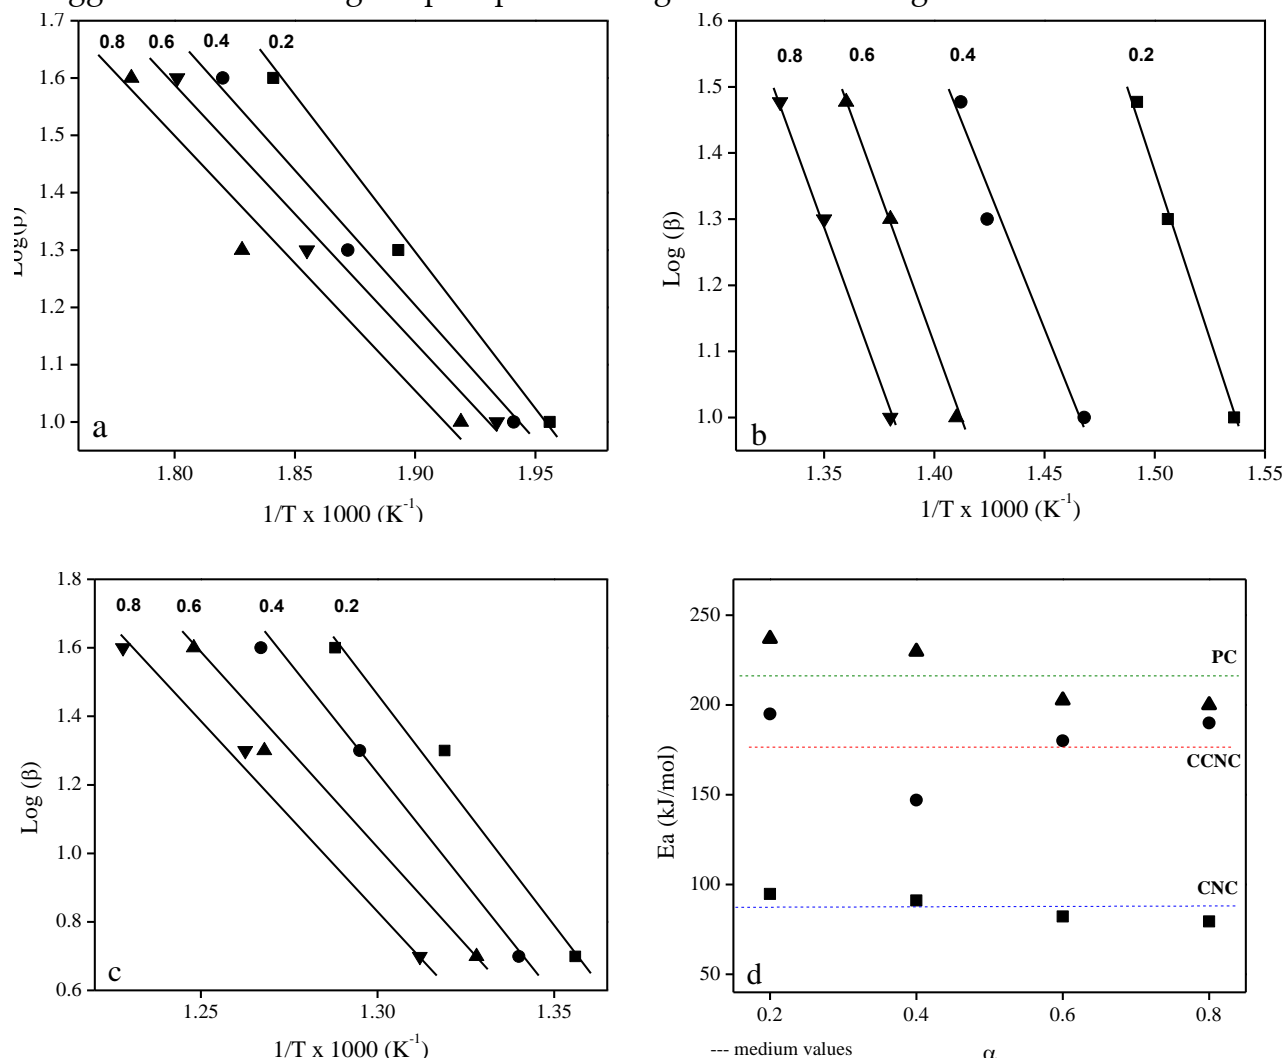 1.7
1.6
1.5
1.4
1.3
1.2
1.1
1.0
0.8 0.6 0.4 0.2
a
Log(β)
1.80 1.85 1.90 1.95
1/T x 1000 (K⁻¹)
1.6
1.5
1.4
1.3
1.2
1.1
1.0
0.8 0.6 0.4 0.2
b
Log (β)
1.35 1.40 1.45 1.50 1.55
1/T x 1000 (K⁻¹)
1.8
1.6
1.4
1.2
1.0
0.8
0.6
0.8 0.6 0.4 0.2
c
Log (β)
1.25 1.30 1.35
1/T x 1000 (K⁻¹)
250
200
150
100
50
PC
CCNC
CNC
d
Ea (kJ/mol)
0.2 0.4 0.6 0.8
--- medium values
α